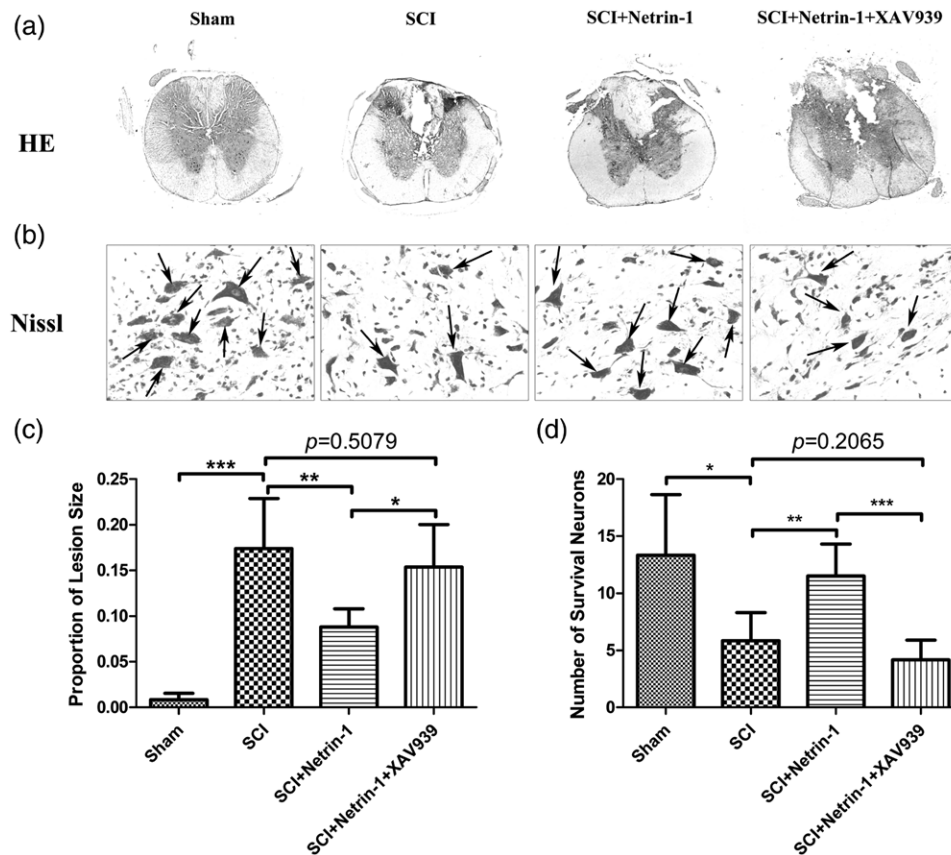 (a)
Sham SCI SCI+Netrin-1 SCI+Netrin-1+XAV939
HE
(b)
Nissl
(c)
p=0.5079
***
**
*
Proportion of Lesion Size
0.25
0.20
0.15
0.10
0.05
0.00
Sham
SCI
SCI+Netrin-1
SCI+Netrin-1+XAV939
(d)
p=0.2065
*
**
***
Number of Survival Neurons
20
15
10
5
0
Sham
SCI
SCI+Netrin-1
SCI+Netrin-1+XAV939